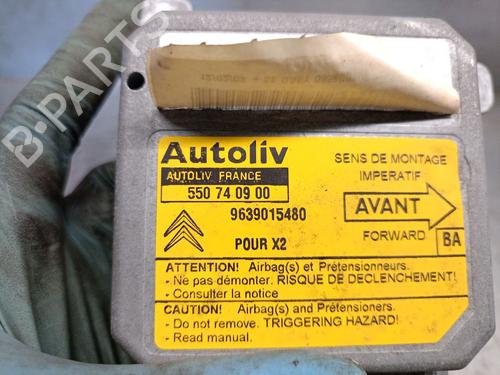 B-PARTS
Autoliv
AUTOLIV FRANCE
550 74 09 00
9639015480
POUR X2
SENS DE MONTAGE
IMPERATIF
AVANT
FORWARD
BA
ATTENTION! Airbag(s) et Prétensionneurs.
- Ne pas démonter. RISQUE DE DECLENCHEMENT!
- Consulter la notice
CAUTION! Airbag(s) and Prétensioners.
- Do not remove. TRIGGERING HAZARD!
- Read manual.